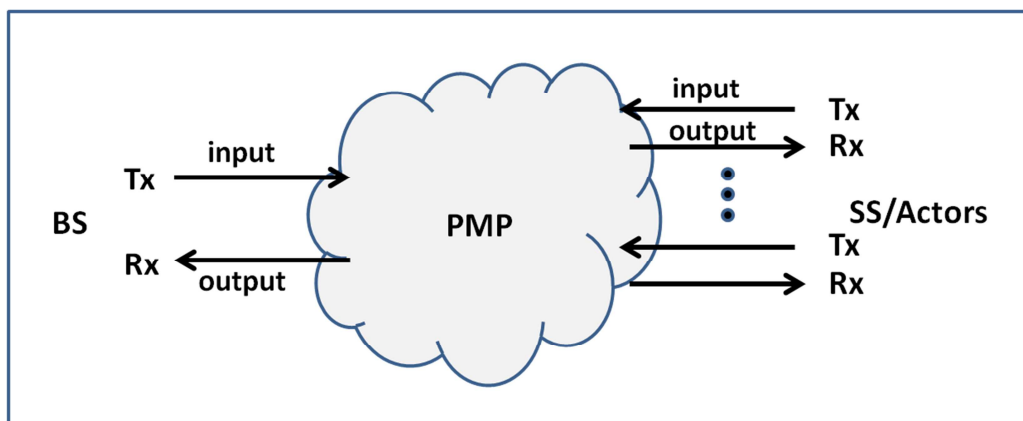 input
Tx
BS
Rx
output
PMP
input
Tx
output
Rx
SS/Actors
Tx
Rx